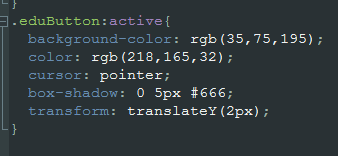 }
.eduButton:active{
background-color: rgb(35,75,195);
color: rgb(218,165,32);
cursor: pointer;
box-shadow: 0 5px #666;
transform: translateY(2px);
}